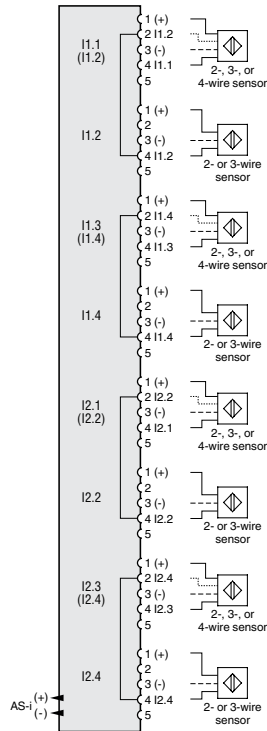 1 (+)
2 I1.2
3 (-)
4 I1.1
5
I1.1
(I1.2)
2-, 3-, or
4-wire sensor
1 (+)
2
3 (-)
4 I1.2
5
I1.2
2- or 3-wire
sensor
1 (+)
2 I1.4
3 (-)
4 I1.3
5
I1.3
(I1.4)
2-, 3-, or
4-wire sensor
1 (+)
2
3 (-)
4 I1.4
5
I1.4
2- or 3-wire
sensor
1 (+)
2 I2.2
3 (-)
4 I2.1
5
I2.1
(I2.2)
2-, 3-, or
4-wire sensor
1 (+)
2
3 (-)
4 I2.2
5
I2.2
2- or 3-wire
sensor
1 (+)
2 I2.4
3 (-)
4 I2.3
5
I2.3
(I2.4)
2-, 3-, or
4-wire sensor
1 (+)
2
3 (-)
4 I2.4
5
I2.4
2- or 3-wire
sensor
AS-i (+)
(-)